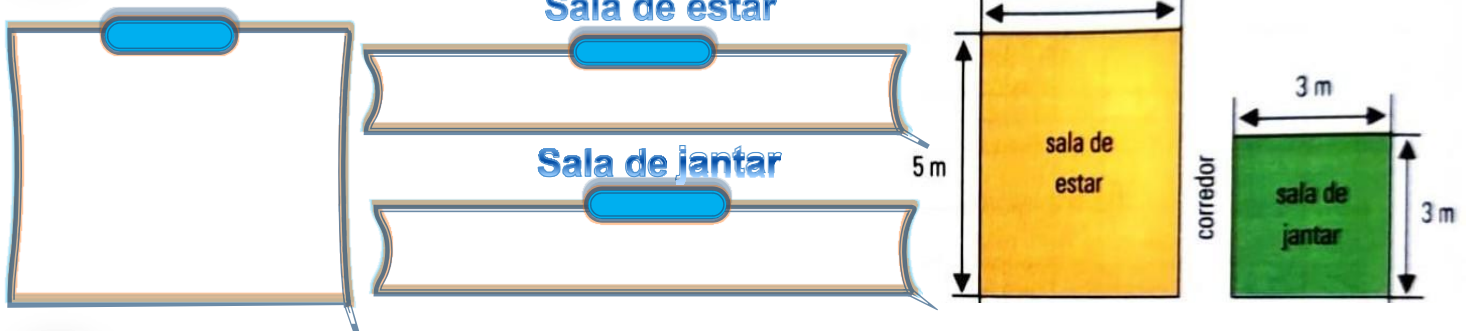 Sala de estar
Sala de jantar
5 m
sala de
estar
corredor
3 m
sala de
jantar
3 m